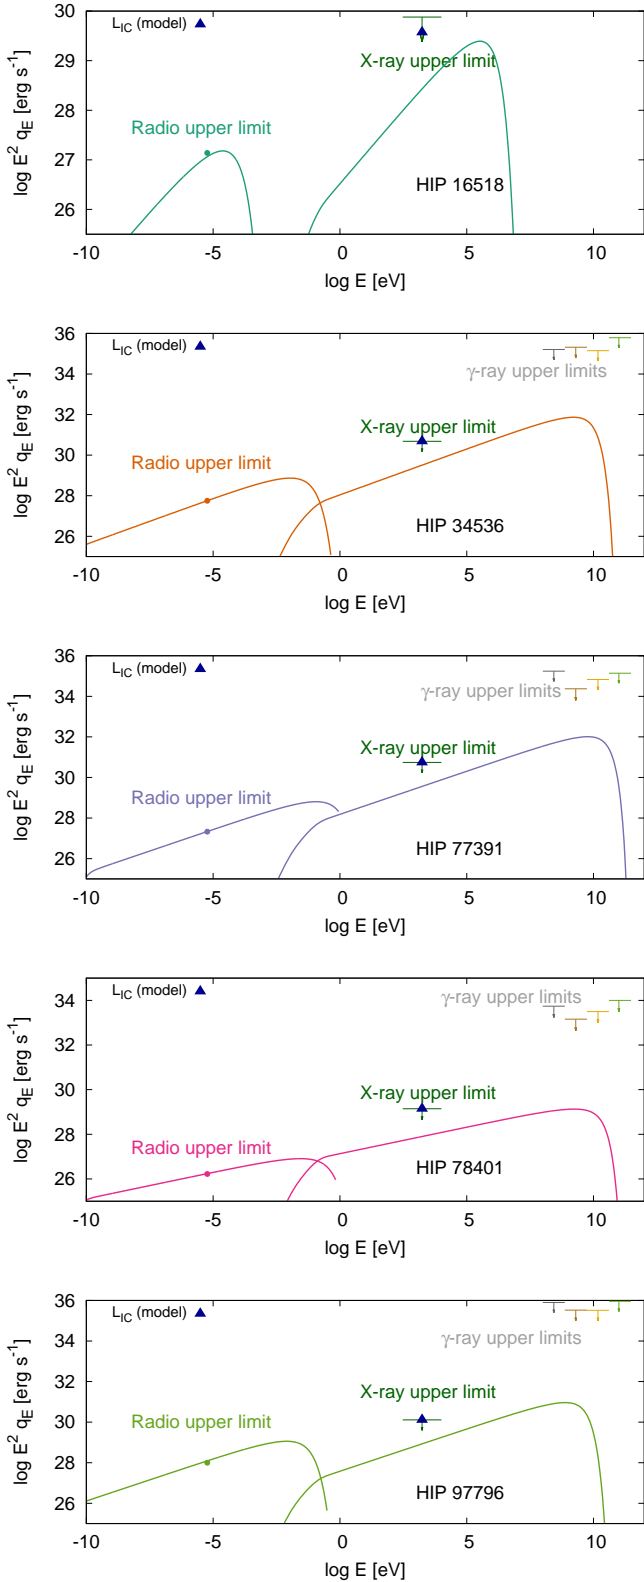 30
29
28
27
26
log E² q_E [erg s⁻¹]
L_IC (model)
X-ray upper limit
Radio upper limit
HIP 16518
-10 -5 0 5 10
log E [eV]
36
34
32
30
28
26
log E² q_E [erg s⁻¹]
L_IC (model)
γ-ray upper limits
X-ray upper limit
Radio upper limit
HIP 34536
-10 -5 0 5 10
log E [eV]
36
34
32
30
28
26
log E² q_E [erg s⁻¹]
L_IC (model)
γ-ray upper limits
X-ray upper limit
Radio upper limit
HIP 77391
-10 -5 0 5 10
log E [eV]
34
32
30
28
26
log E² q_E [erg s⁻¹]
L_IC (model)
γ-ray upper limits
X-ray upper limit
Radio upper limit
HIP 78401
-10 -5 0 5 10
log E [eV]
36
34
32
30
28
26
log E² q_E [erg s⁻¹]
L_IC (model)
γ-ray upper limits
X-ray upper limit
Radio upper limit
HIP 97796
-10 -5 0 5 10
log E [eV]